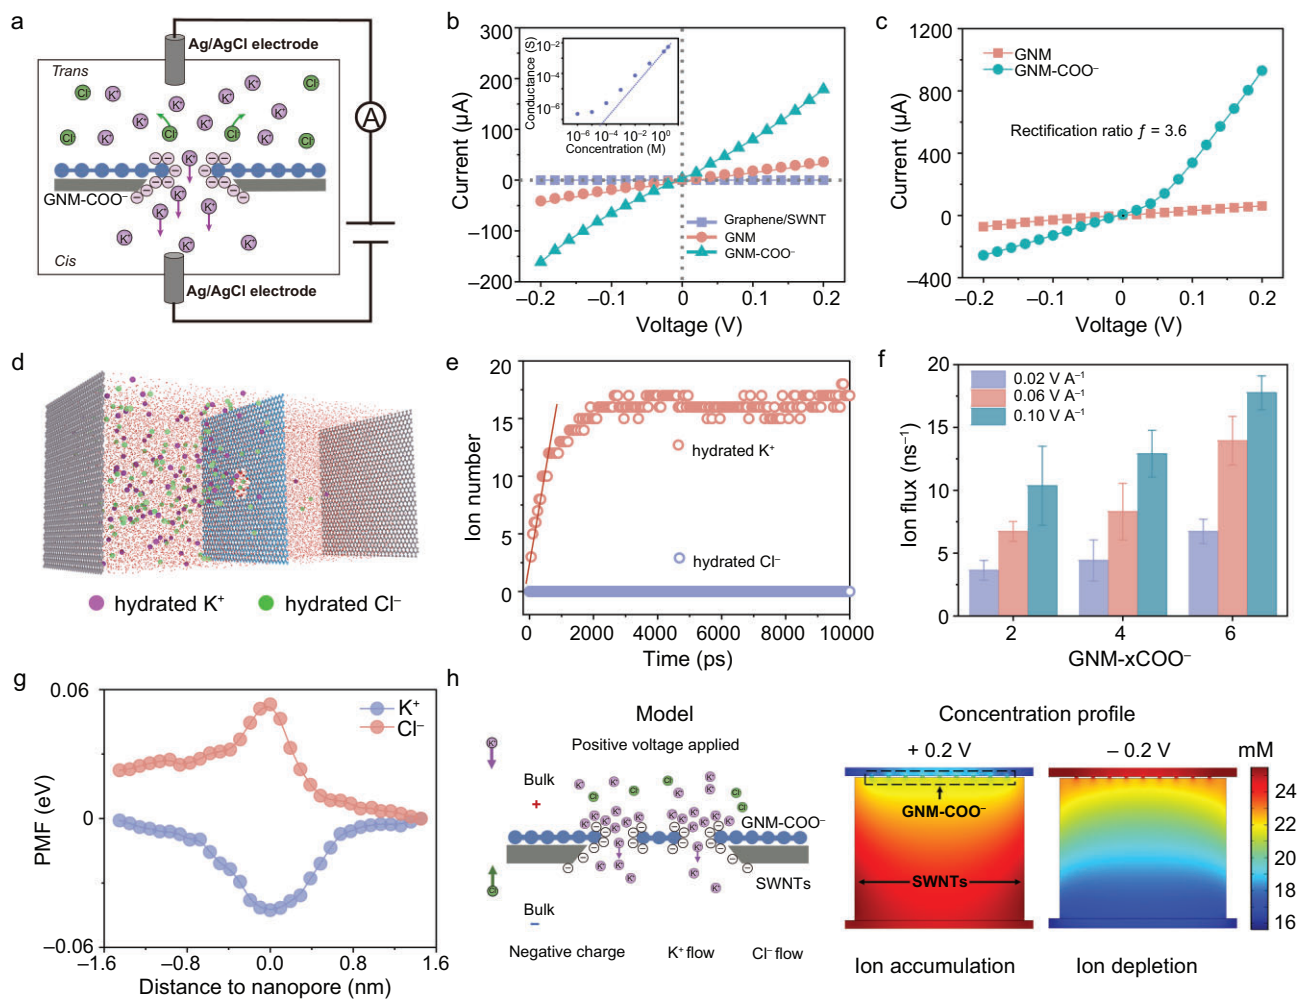 a
Ag/AgCl electrode
Trans
Cl⁻ K⁺ K⁺ K⁺ Cl⁻
K⁺ K⁺
Cl⁻ K⁺ Cl⁻ Cl⁻ K⁺ K⁺ Cl⁻
A
K⁺
GNM-COO⁻
K⁺
K⁺ K⁺
K⁺ K⁺ K⁺
Cis
Ag/AgCl electrode
b
Current (µA)
300
200
100
0
−100
−200
Conductance (S)
10⁻²
10⁻⁴
10⁻⁶
10⁻⁶ 10⁻⁴ 10⁻² 10⁰
Concentration (M)
Graphene/SWNT
GNM
GNM-COO⁻
−0.2 −0.1 0 0.1 0.2
Voltage (V)
c
Current (µA)
1200
800
400
0
−400
GNM
GNM-COO⁻
Rectification ratio ƒ = 3.6
−0.2 −0.1 0 0.1 0.2
Voltage (V)
d
hydrated K⁺ hydrated Cl⁻
e
Ion number
20
15
10
5
0
hydrated K⁺
hydrated Cl⁻
0 2000 4000 6000 8000 10000
Time (ps)
f
Ion flux (ns⁻¹)
20
15
10
5
0
0.02 V A⁻¹
0.06 V A⁻¹
0.10 V A⁻¹
2 4 6
GNM-xCOO⁻
g
PMF (eV)
0.06
0
−0.06
K⁺
Cl⁻
−1.6 −0.8 0.0 0.8 1.6
Distance to nanopore (nm)
h
Model
Positive voltage applied
Bulk
+
GNM-COO⁻
SWNTs
Bulk
−
Negative charge K⁺ flow Cl⁻ flow
Concentration profile
+ 0.2 V − 0.2 V mM
GNM-COO⁻
SWNTs
24
22
20
18
16
Ion accumulation Ion depletion